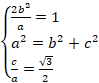 2b²/a = 1
a² = b² + c²
c/a = √3/2